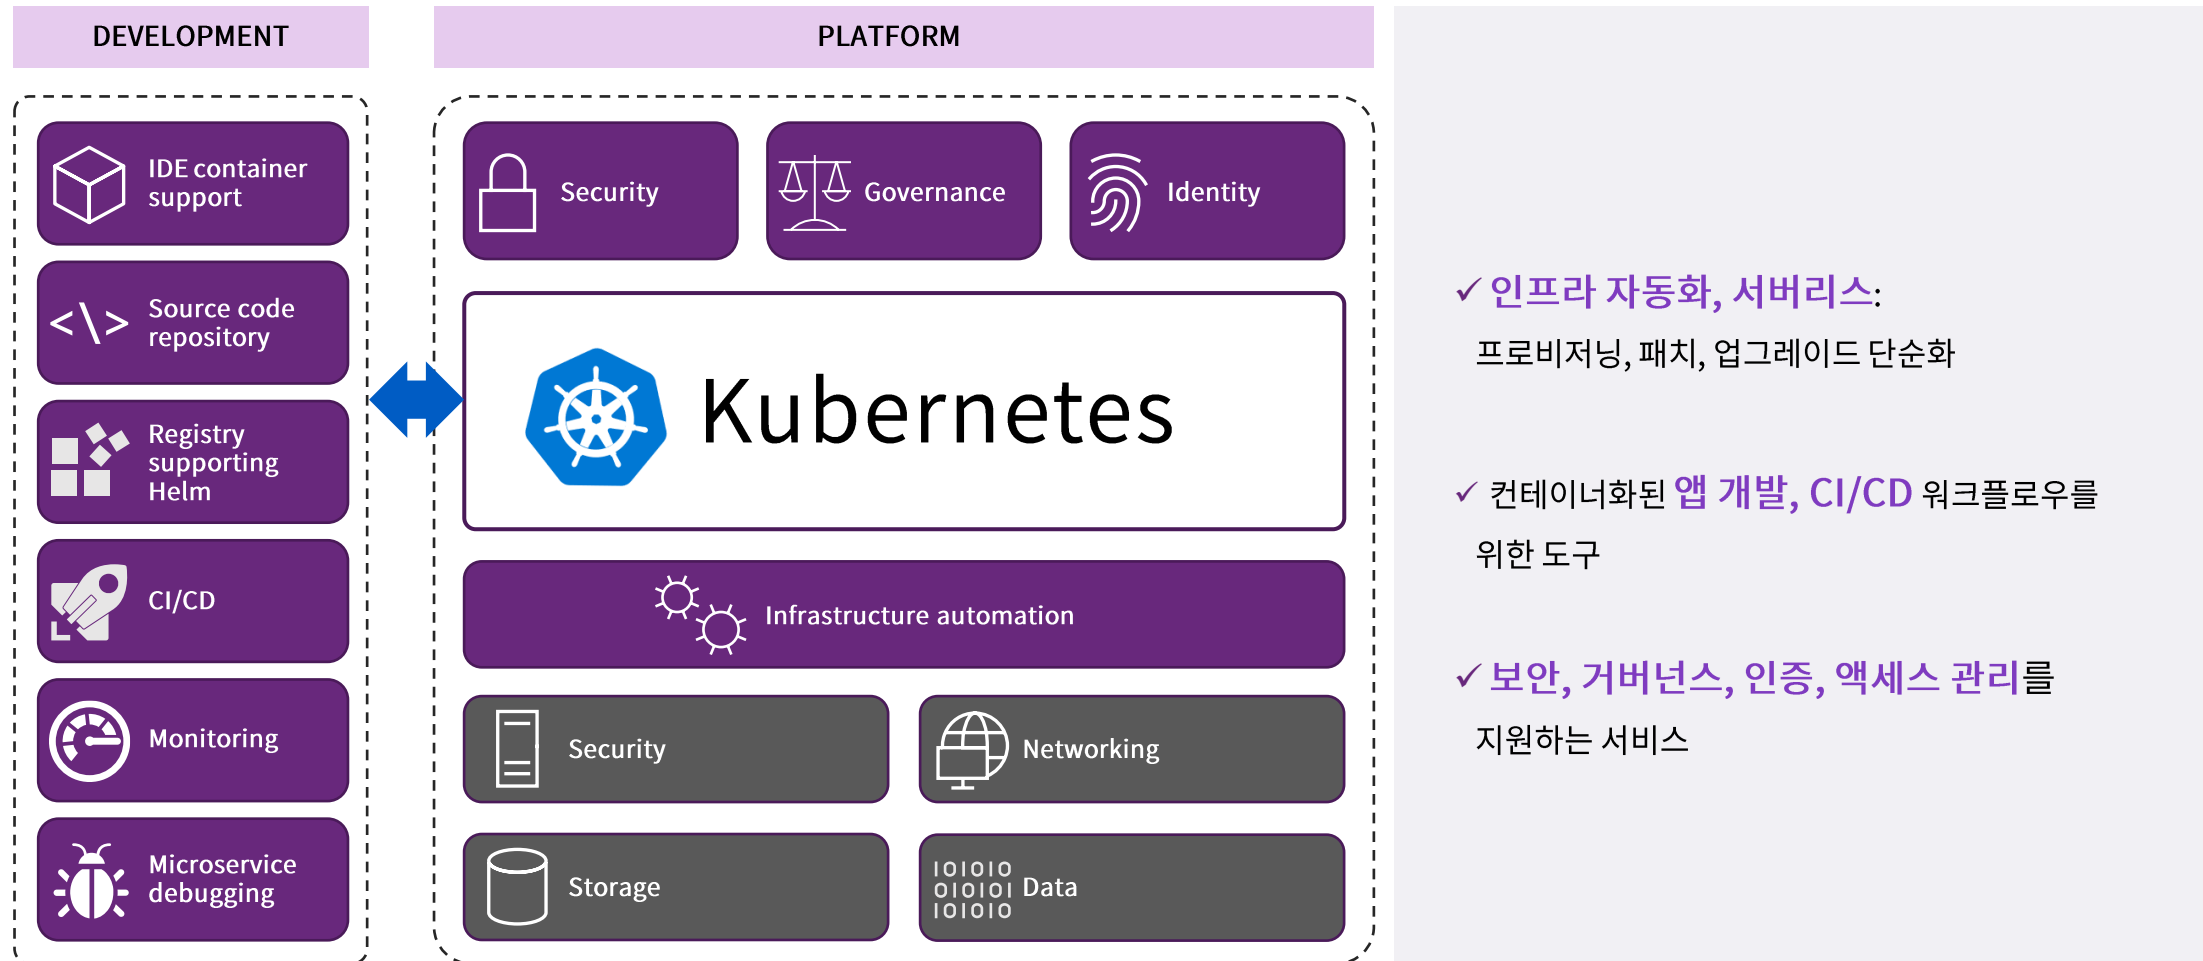 DEVELOPMENT
IDE container
support
Source code
repository
Registry
supporting
Helm
CI/CD
Monitoring
Microservice
debugging
PLATFORM
Security
Governance
Identity
Kubernetes
Infrastructure automation
Security
Networking
Storage
Data
✓ 인프라 자동화, 서버리스:
프로비저닝, 패치, 업그레이드 단순화
✓ 컨테이너화된 앱 개발, CI/CD 워크플로우를
위한 도구
✓ 보안, 거버넌스, 인증, 액세스 관리를
지원하는 서비스